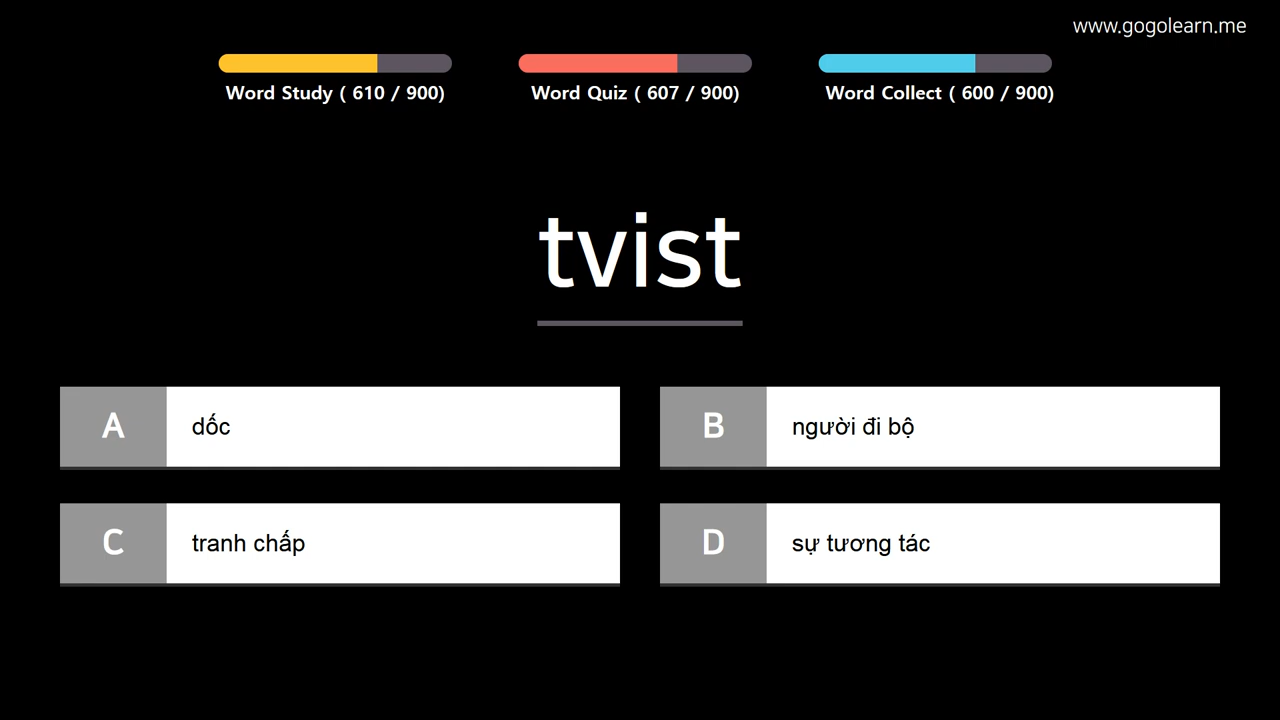 www.gogolearn.me
Word Study ( 610 / 900)
Word Quiz ( 607 / 900)
Word Collect ( 600 / 900)
tvist
A dốc
B người đi bộ
C tranh chấp
D sự tương tác